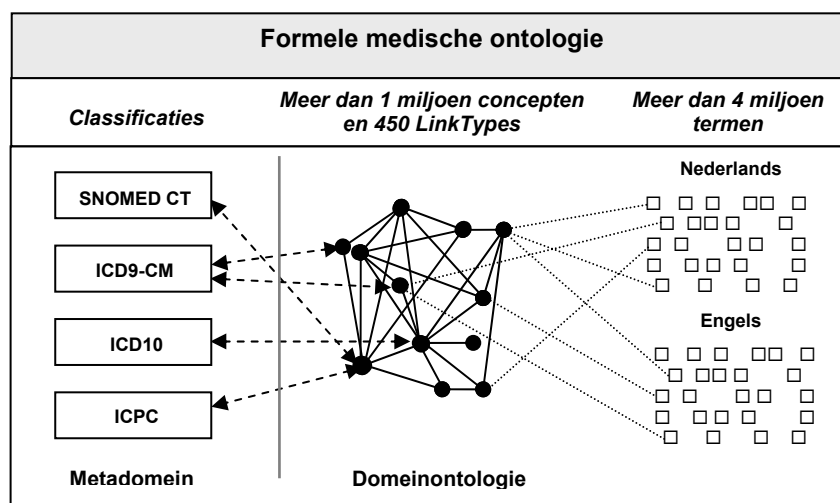 Formele medische ontologie
Classificaties
Meer dan 1 miljoen concepten
en 450 LinkTypes
Meer dan 4 miljoen
termen
SNOMED CT
ICD9-CM
ICD10
ICPC
Nederlands
Engels
Metadomein
Domeinontologie